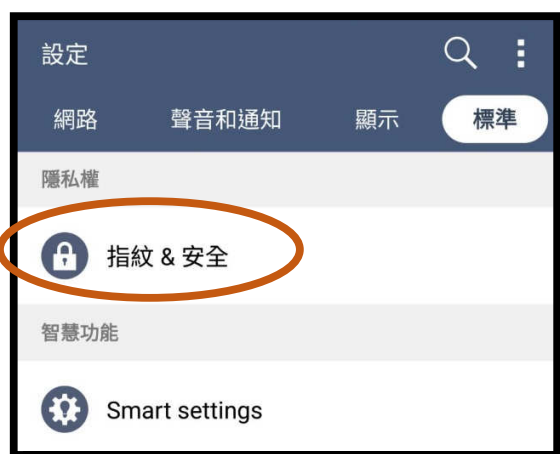 設定
網路 聲音和通知 顯示 標準
隱私權
指紋 & 安全
智慧功能
Smart settings